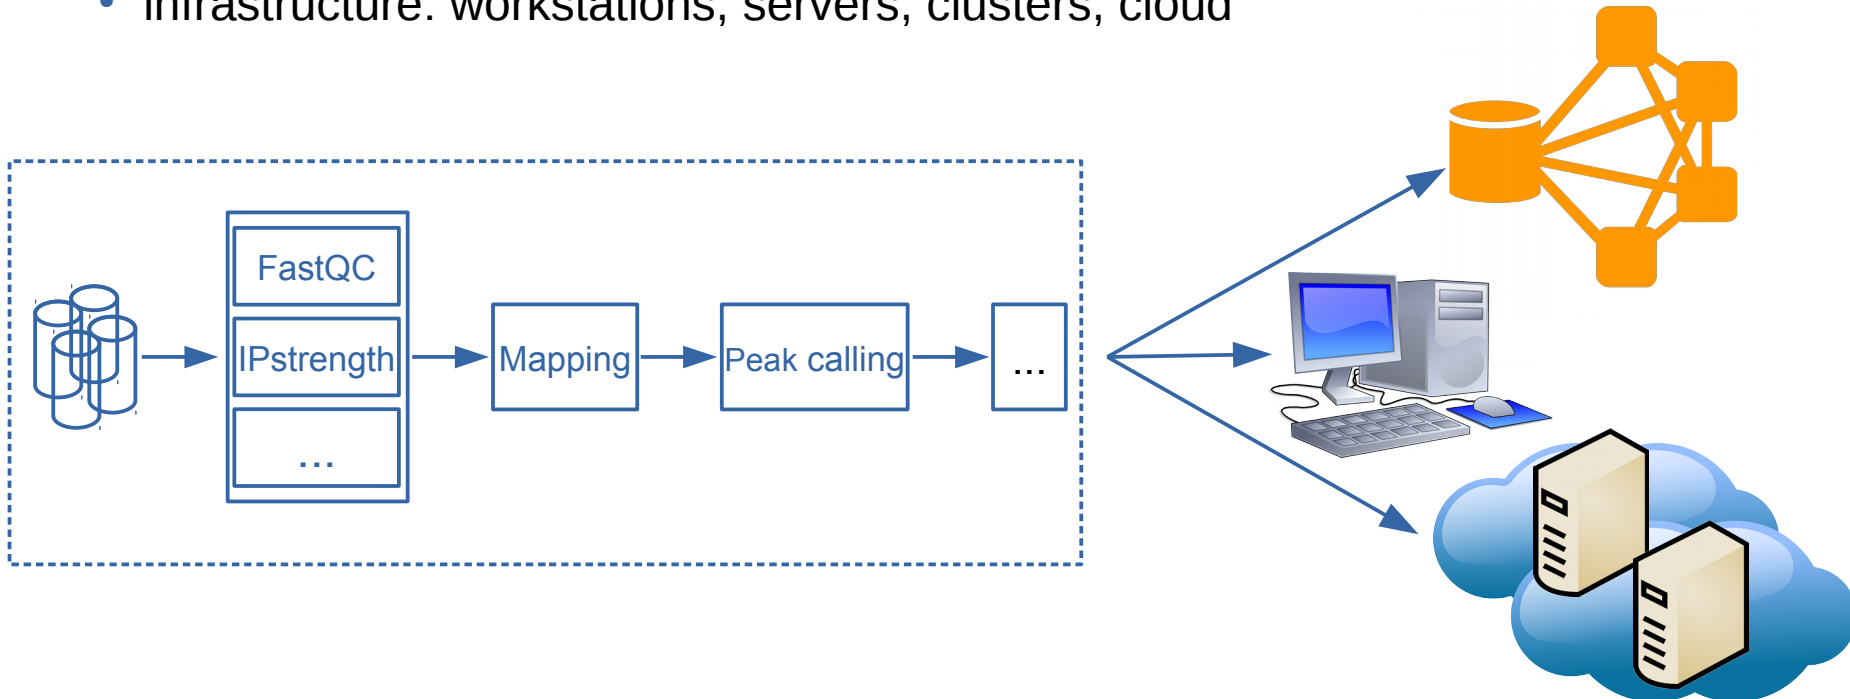 • infrastructure: workstations, servers, clusters, cloud
FastQC
IPstrength
...
Mapping
Peak calling
...